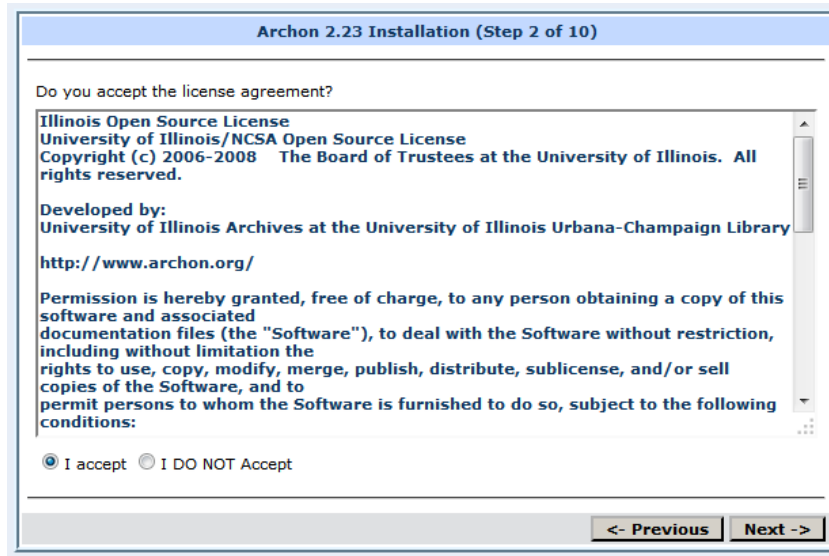 Archon 2.23 Installation (Step 2 of 10)
Do you accept the license agreement?
Illinois Open Source License
University of Illinois/NCSA Open Source License
Copyright (c) 2006-2008    The Board of Trustees at the University of Illinois.  All
rights reserved.
Developed by:
University of Illinois Archives at the University of Illinois Urbana-Champaign Library
http://www.archon.org/
Permission is hereby granted, free of charge, to any person obtaining a copy of this
software and associated
documentation files (the "Software"), to deal with the Software without restriction,
including without limitation the
rights to use, copy, modify, merge, publish, distribute, sublicense, and/or sell
copies of the Software, and to
permit persons to whom the Software is furnished to do so, subject to the following
conditions:
I accept I DO NOT Accept
<- Previous Next ->